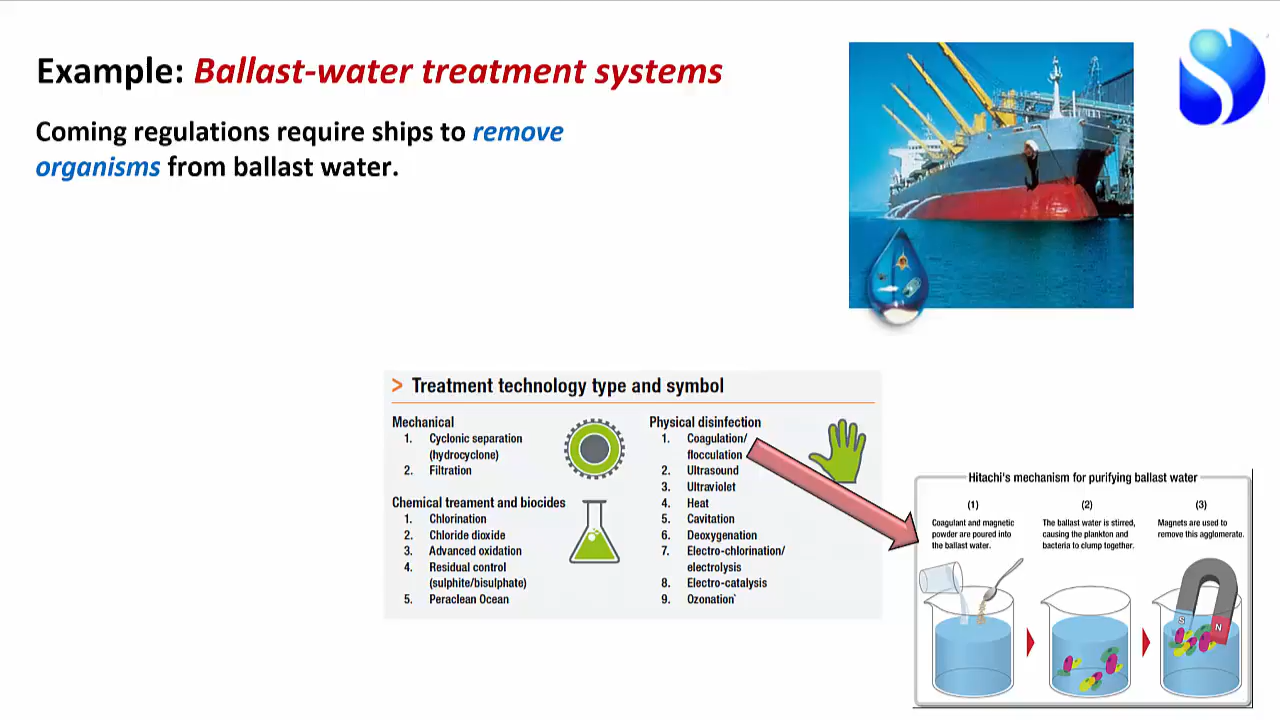 Example: Ballast-water treatment systems
Coming regulations require ships to remove
organisms from ballast water.
> Treatment technology type and symbol
Mechanical
1. Cyclonic separation
(hydrocyclone)
2. Filtration
Chemical treament and biocides
1. Chlorination
2. Chloride dioxide
3. Advanced oxidation
4. Residual control
(sulphite/bisulphate)
5. Peraclean Ocean
Physical disinfection
1. Coagulation/
flocculation
2. Ultrasound
3. Ultraviolet
4. Heat
5. Cavitation
6. Deoxygenation
7. Electro-chlorination/
electrolysis
8. Electro-catalysis
9. Ozonation`
Hitachi's mechanism for purifying ballast water
(1)
Coagulant and magnetic
powder are poured into
the ballast water.
(2)
The ballast water is stirred,
causing the plankton and
bacteria to clump together.
(3)
Magnets are used to
remove this agglomerate.
S
N